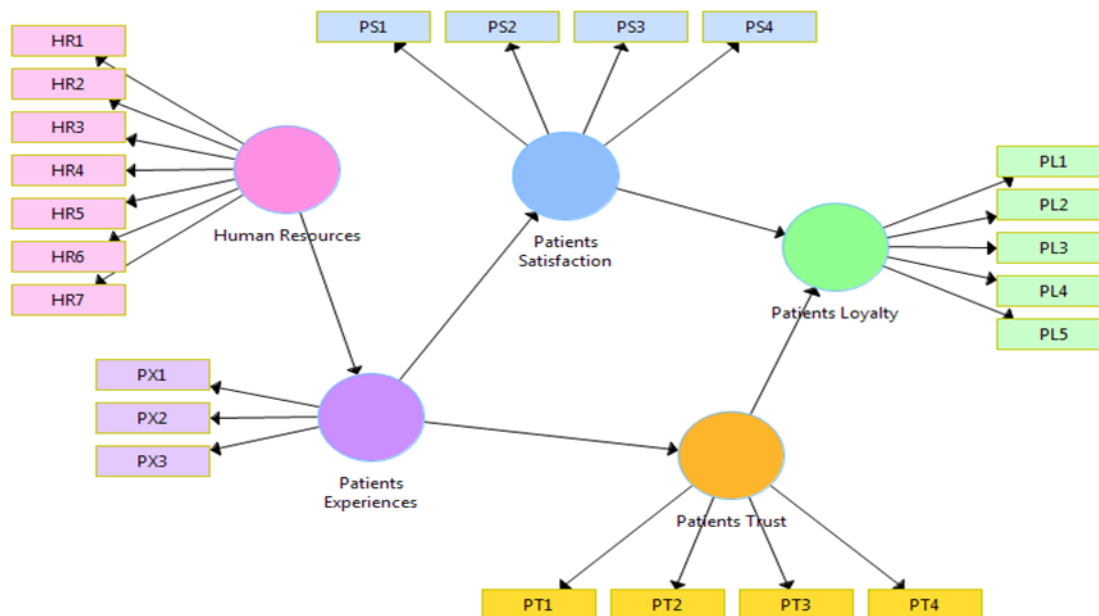 PS1
PS2
PS3
PS4
HR1
HR2
HR3
HR4
HR5
HR6
HR7
Human Resources
Patients
Satisfaction
PL1
PL2
PL3
PL4
PL5
Patients Loyalty
PX1
PX2
PX3
Patients
Experiences
Patients Trust
PT1
PT2
PT3
PT4